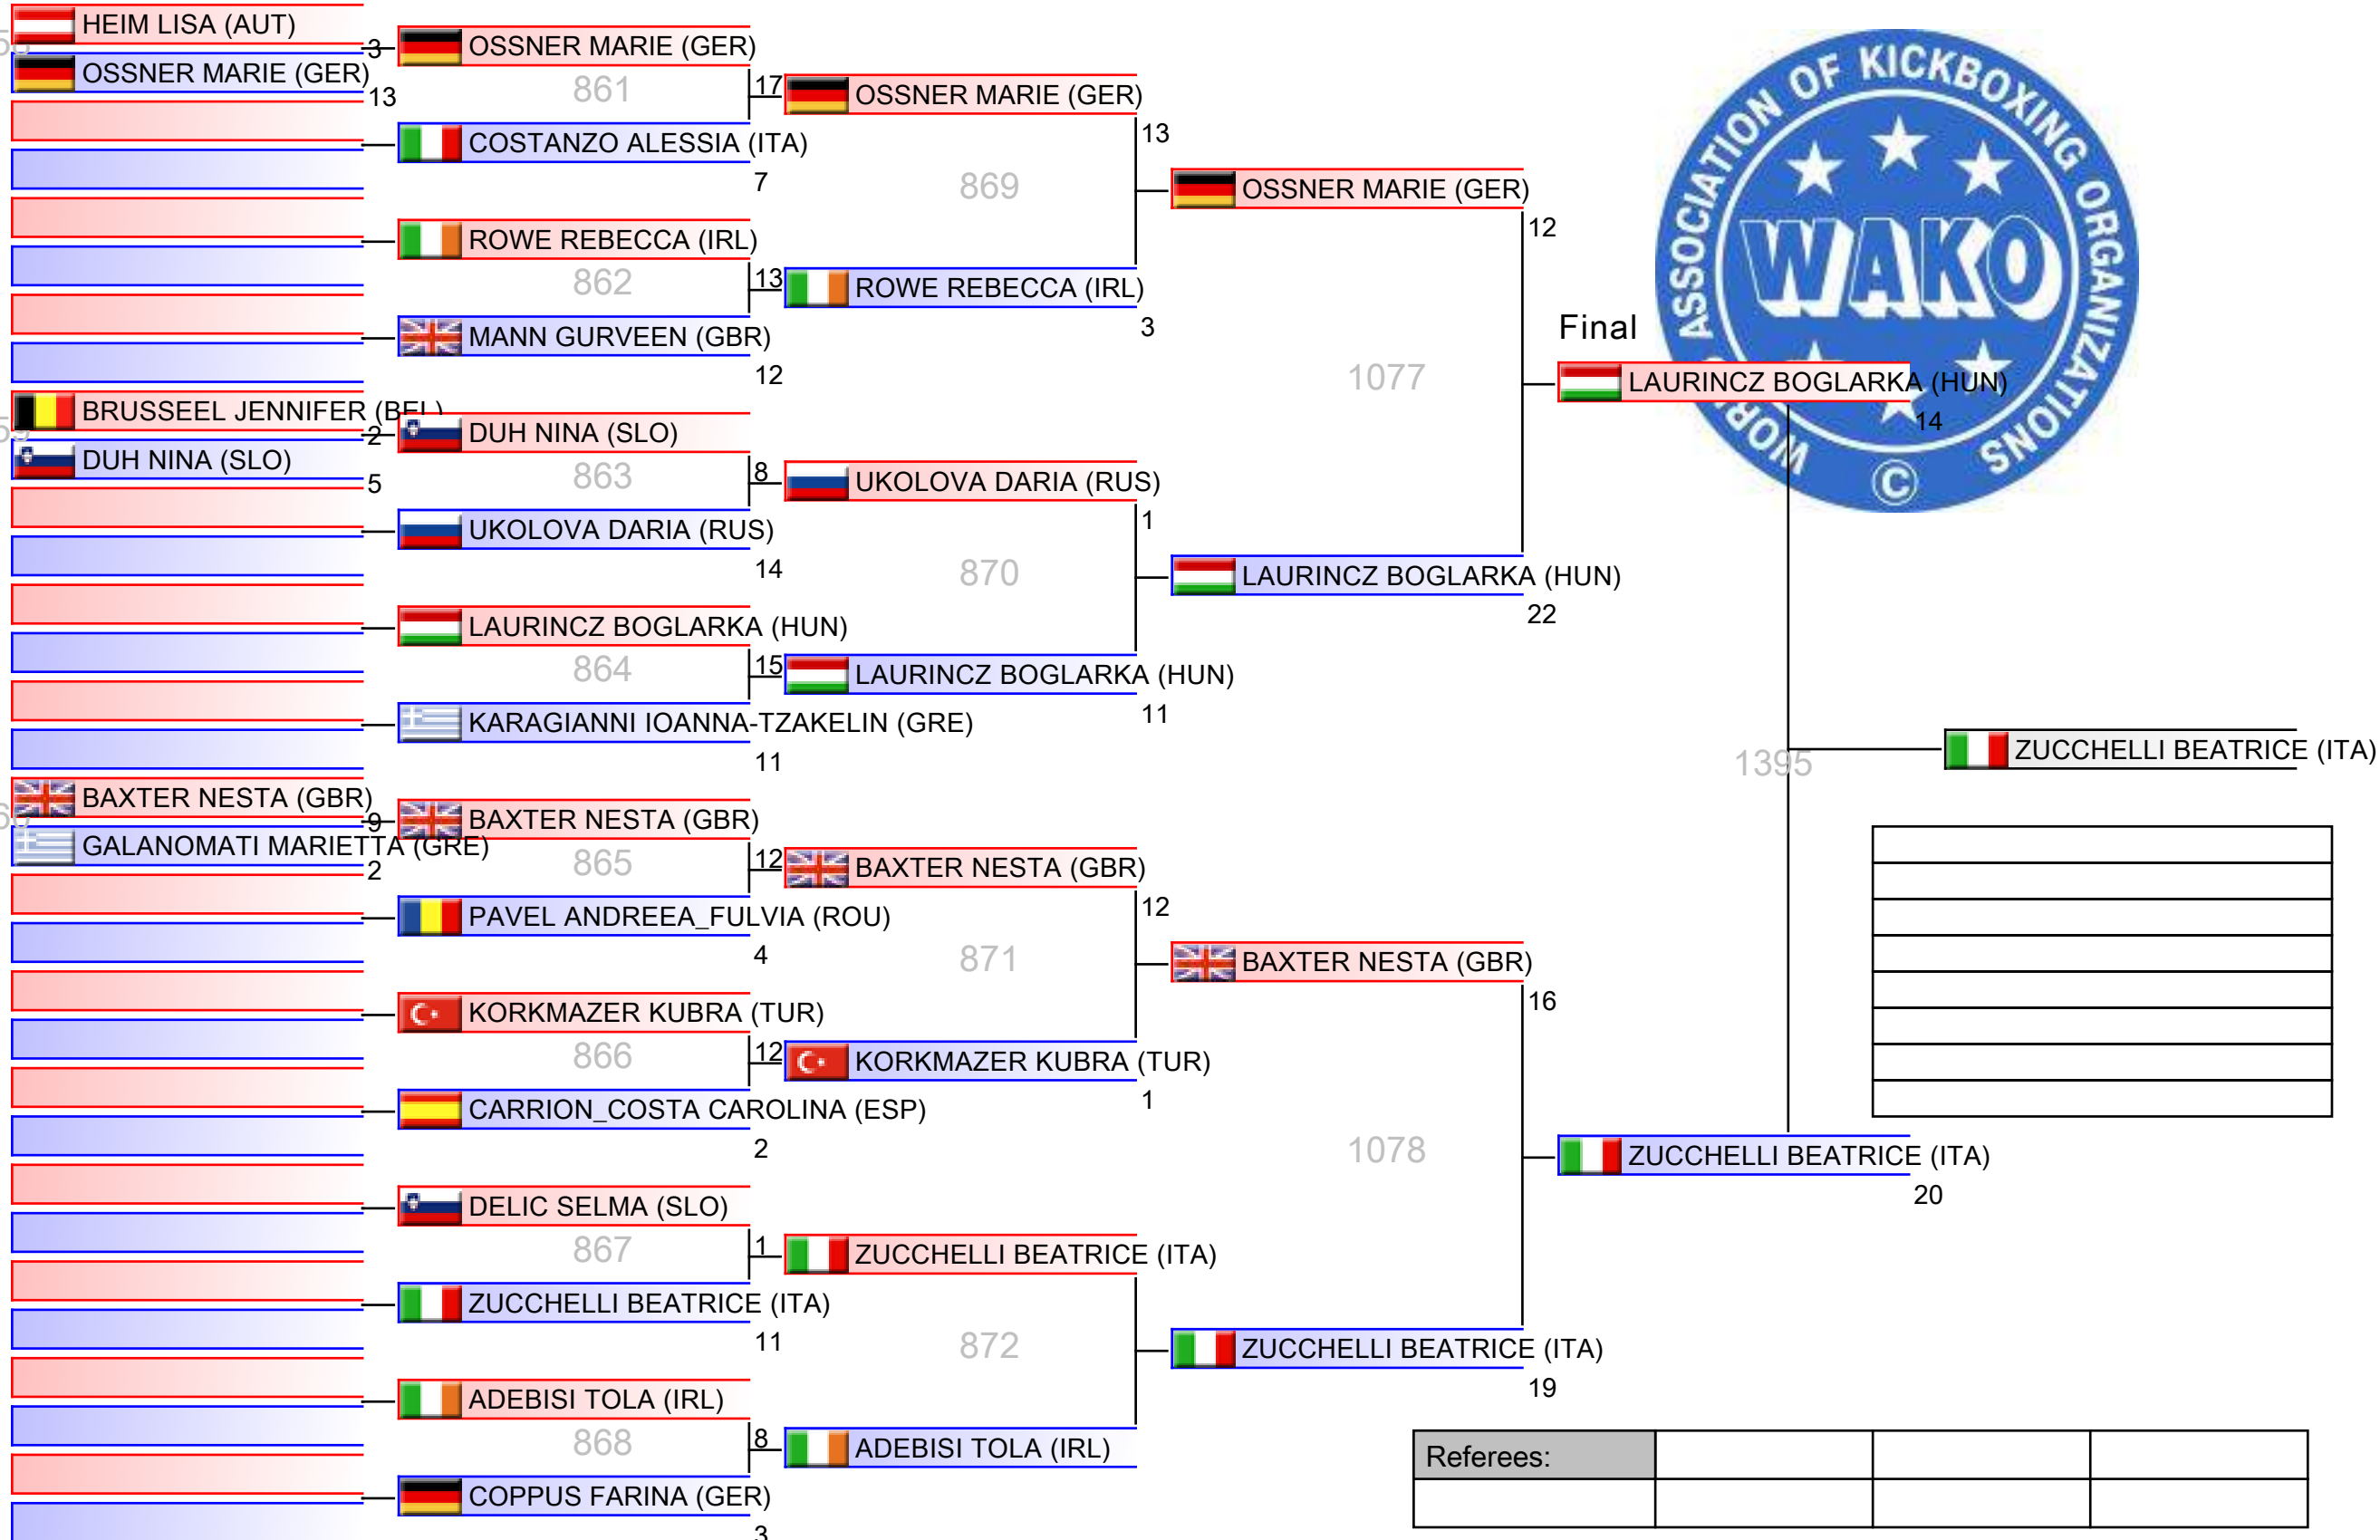 HEIM LISA (AUT)
3
OSSNER MARIE (GER)
13
BRUSSEEL JENNIFER (BEL)
2
DUH NINA (SLO)
5
BAXTER NESTA (GBR)
9
GALANOMATI MARIETTA (GRE)
2
OSSNER MARIE (GER)
861
17
COSTANZO ALESSIA (ITA)
7
ROWE REBECCA (IRL)
862
13
MANN GURVEEN (GBR)
12
DUH NINA (SLO)
863
8
UKOLOVA DARIA (RUS)
14
LAURINCZ BOGLARKA (HUN)
864
15
KARAGIANNI IOANNA-TZAKELIN (GRE)
11
BAXTER NESTA (GBR)
865
12
PAVEL ANDREEA_FULVIA (ROU)
4
KORKMAZER KUBRA (TUR)
866
12
CARRION_COSTA CAROLINA (ESP)
2
DELIC SELMA (SLO)
867
1
ZUCCHELLI BEATRICE (ITA)
11
ADEBISI TOLA (IRL)
868
8
COPPUS FARINA (GER)
3
OSSNER MARIE (GER)
13
869
ROWE REBECCA (IRL)
3
UKOLOVA DARIA (RUS)
1
870
LAURINCZ BOGLARKA (HUN)
11
BAXTER NESTA (GBR)
12
871
KORKMAZER KUBRA (TUR)
1
ZUCCHELLI BEATRICE (ITA)
872
ADEBISI TOLA (IRL)
OSSNER MARIE (GER)
12
1077
LAURINCZ BOGLARKA (HUN)
22
BAXTER NESTA (GBR)
16
1078
ZUCCHELLI BEATRICE (ITA)
19
WORLD ASSOCIATION OF KICKBOXING ORGANIZATIONS
WAKO
©
Final
LAURINCZ BOGLARKA (HUN)
14
1395
ZUCCHELLI BEATRICE (ITA)
20
ZUCCHELLI BEATRICE (ITA)
Referees: